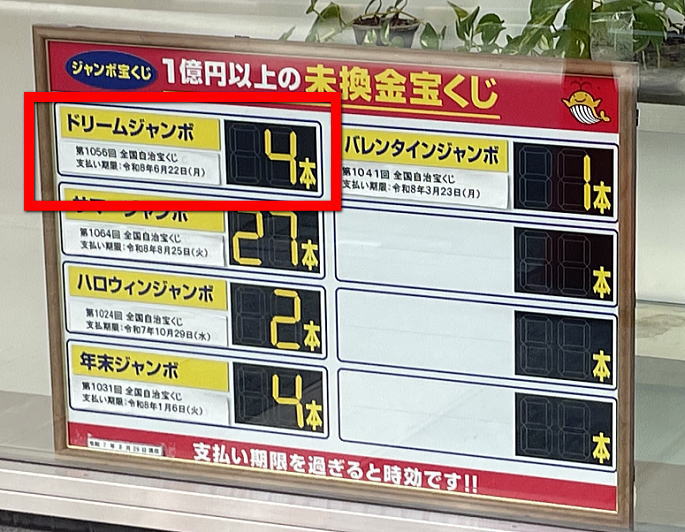 ジャンボ宝くじ
1億円以上の未換金宝くじ
ドリームジャンボ
第1056回 全国自治宝くじ
支払い期限:令和8年6月22日(月)
4本
バレンタインジャンボ
第1041回 全国自治宝くじ
支払い期限:令和8年3月23日(月)
1本
サマージャンボ
第1064回 全国自治宝くじ
支払い期限:令和8年8月25日(火)
27本
本
ハロウィンジャンボ
第1024回 全国自治宝くじ
支払い期限:令和7年10月29日(水)
2本
本
年末ジャンボ
第1031回 全国自治宝くじ
支払い期限:令和8年1月6日(火)
4本
本
支払い期限を過ぎると時効です!!